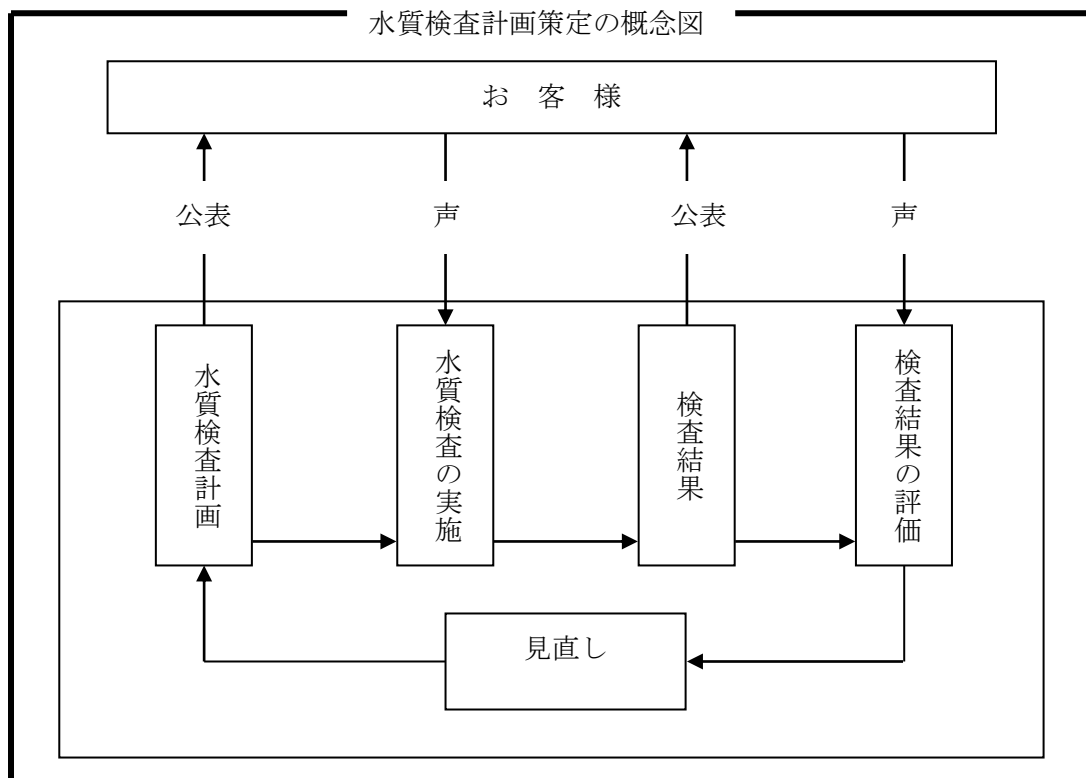 水質検査計画策定の概念図
お 客 様
公表
声
公表
声
水質検査計画
水質検査の実施
検査結果
検査結果の評価
見直し